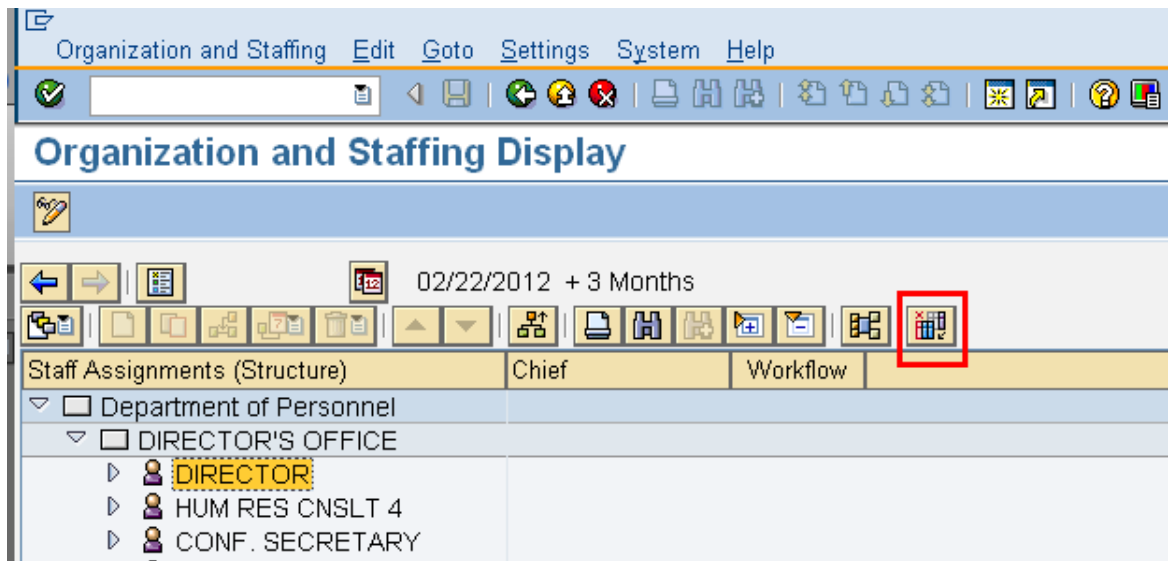 Organization and Staffing Edit Goto Settings System Help
Organization and Staffing Display
02/22/2012 + 3 Months
Staff Assignments (Structure) Chief Workflow
Department of Personnel
DIRECTOR'S OFFICE
DIRECTOR
HUM RES CNSLT 4
CONF. SECRETARY